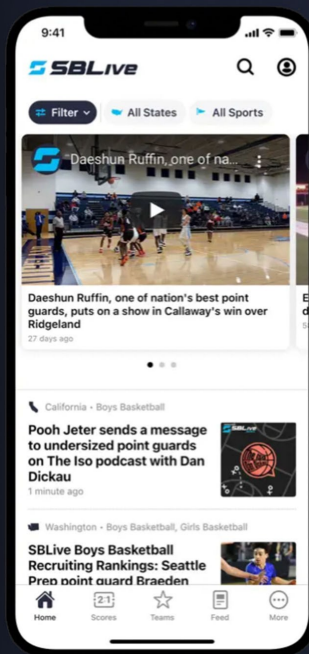 9:41
SBLIVE
Filter
All States
All Sports
Daeshun Ruffin, one of na...
Daeshun Ruffin, one of nation's best point
guards, puts on a show in Callaway's win over
Ridgeland
27 days ago
E
d
California • Boys Basketball
Pooh Jeter sends a message
to undersized point guards
on The Iso podcast with Dan
Dickau
1 minute ago
SBLIVE
Washington • Boys Basketball, Girls Basketball
SBLive Boys Basketball
Recruiting Rankings: Seattle
Prep point guard Braeden
2:1
Home
Scores
Teams
Feed
More